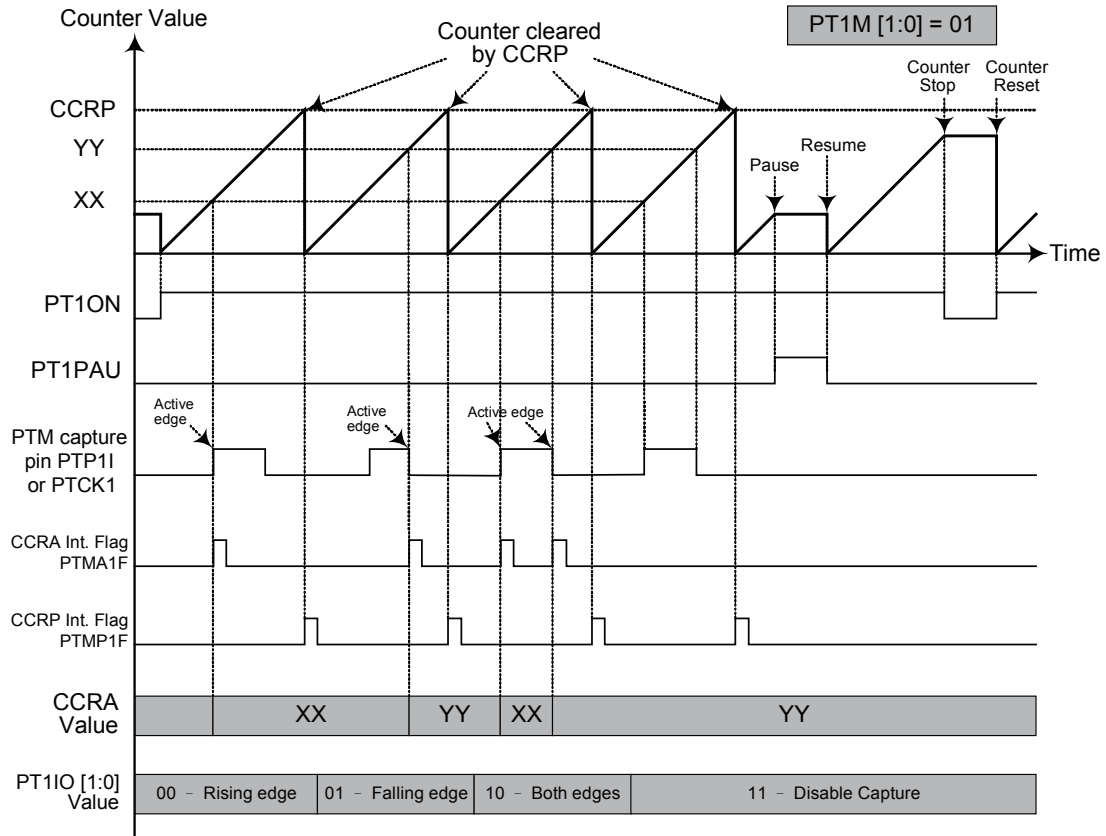 Counter Value
PT1M [1:0] = 01
Counter cleared
by CCRP
Counter
Stop
Counter
Reset
CCRP
YY
Pause
Resume
XX
Time
PT1ON
PT1PAU
Active
edge
Active
edge
Active edge
PTM capture
pin PTP1I
or PTCK1
CCRA Int. Flag
PTMA1F
CCRP Int. Flag
PTMP1F
CCRA
Value
XX
YY
XX
YY
PT1IO [1:0]
Value
00 – Rising edge
01 – Falling edge
10 – Both edges
11 – Disable Capture